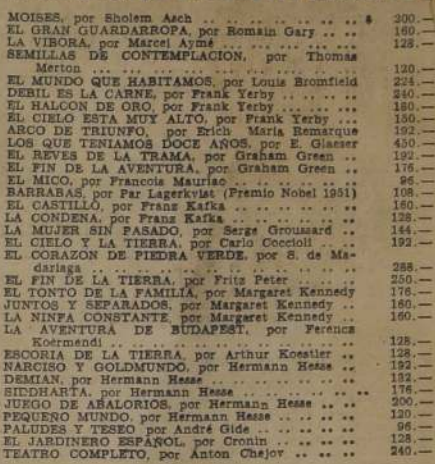 MOISES, por Sholem Asch .. .. .. .. .. .. $ 200.—
EL GRAN GUARDARROPA, por Romain Gary .. .. 160.—
LA VIBORA, por Marcel Aymé .. .. .. .. .. 128.—
SEMILLAS DE CONTEMPLACION, por Thomas
Merton .. .. .. .. .. .. .. .. .. .. 120.—
EL MUNDO QUE HABITAMOS, por Louis Bromfield 224.—
DEBIL ES LA CARNE, por Frank Yerby .. .. .. 240.—
EL HALCON DE ORO, por Frank Yerby .. .. .. 180.—
EL CIELO ESTA MUY ALTO, por Frank Yerby ... 150.—
ARCO DE TRIUNFO, por Erich Maria Remarque 192.—
LOS QUE TENIAMOS DOCE AÑOS, por E. Glaeser 450.—
EL REVES DE LA TRAMA, por Graham Green .. 192.—
EL FIN DE LA AVENTURA, por Graham Green .. 176.—
EL MICO, por Francois Mauriac .. .. .. .. .. 96.—
BARRABAS, por Par Lagerkvist (Premio Nobel 1951) 108.—
EL CASTILLO, por Franz Kafka .. .. .. .. .. 160.—
LA CONDENA, por Franz Kafka .. .. .. .. .. 128.—
LA MUJER SIN PASADO, por Serge Groussard .. 144.—
EL CIELO Y LA TIERRA, por Carlo Coccioli .. .. 192.—
EL CORAZON DE PIEDRA VERDE, por S. de Ma-
dariaga .. .. .. .. .. .. .. .. .. .. 288.—
EL FIN DE LA TIERRA, por Fritz Peter .. .. .. 250.—
EL TONTO DE LA FAMILIA, por Margaret Kennedy 176.—
JUNTOS Y SEPARADOS, por Margaret Kennedy .. 160.—
LA NINFA CONSTANTE, por Margaret Kennedy .. 160.—
LA AVENTURA DE BUDAPEST, por Ferencz
Koermendi .. .. .. .. .. .. .. .. .. .. 128.—
ESCORIA DE LA TIERRA, por Arthur Koestler .. 128.—
NARCISO Y GOLDMUNDO, por Hermann Hesse .. 192.—
DEMIAN, por Hermann Hesse .. .. .. .. .. .. 132.—
SIDDHARTA, por Hermann Hesse .. .. .. .. .. 176.—
JUEGO DE ABALORIOS, por Hermann Hesse .. .. 200.—
PEQUEÑO MUNDO, por Hermann Hesse .. .. .. 120.—
PALUDES Y TESEO por André Gide .. .. .. .. 96.—
EL JARDINERO ESPAÑOL, por Cronin .. .. .. .. 128.—
TEATRO COMPLETO, por Anton Chejov .. .. .. 240.—